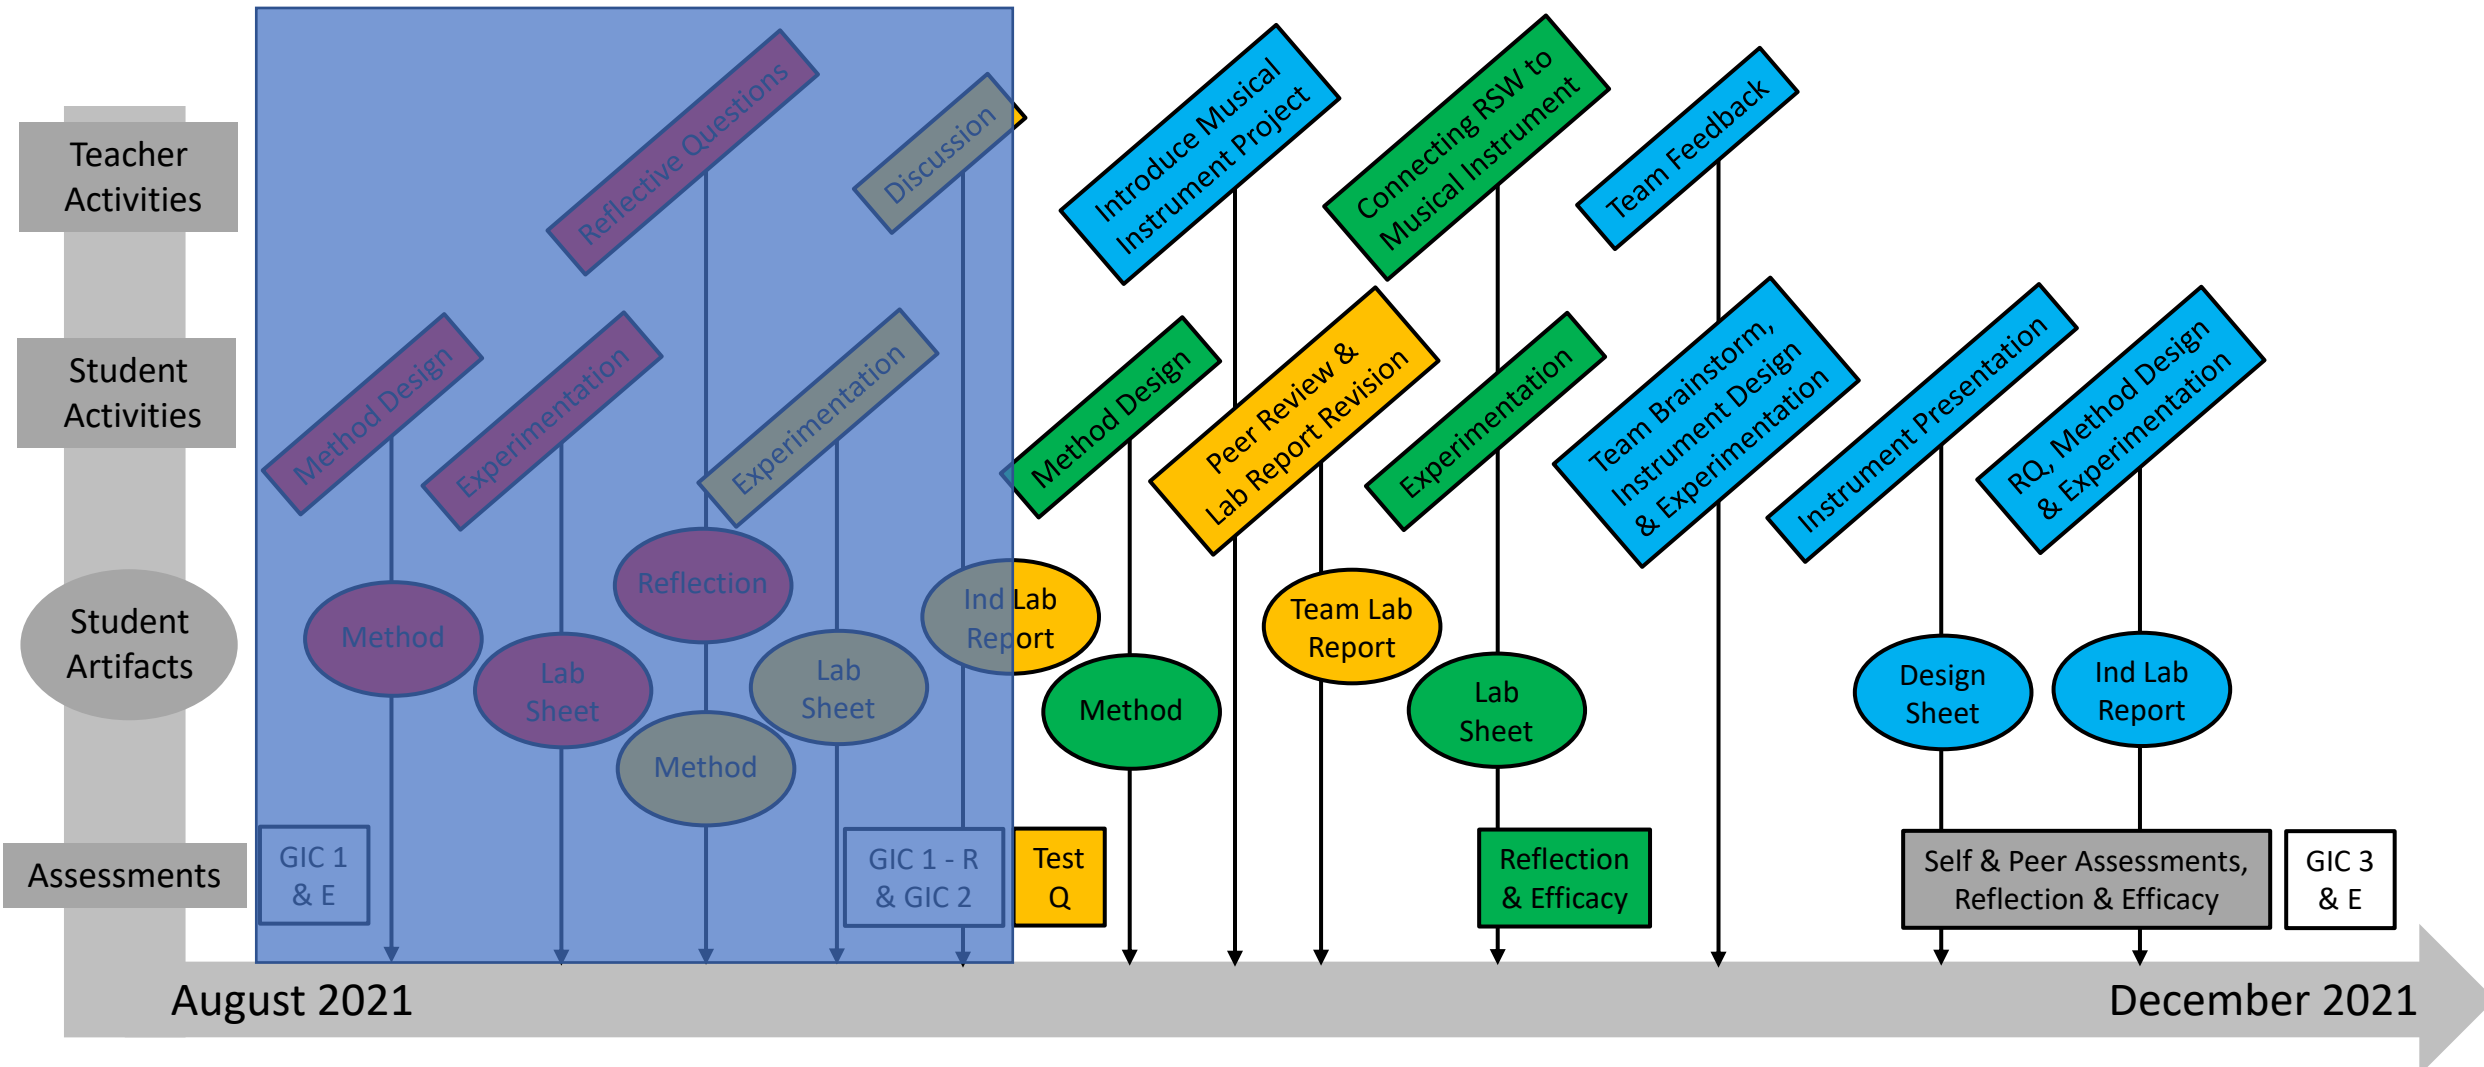 Teacher
Activities
Reflective Questions
Discussion
Introduce Musical
Instrument Project
Connecting RSW to
Musical Instrument
Team Feedback
Student
Activities
Method Design
Experimentation
Experimentation
Method Design
Peer Review &
Lab Report Revision
Experimentation
Team Brainstorm,
Instrument Design
& Experimentation
Instrument Presentation
RQ, Method Design
& Experimentation
Student
Artifacts
Method
Lab
Sheet
Reflection
Method
Lab
Sheet
Ind Lab
Report
Method
Team Lab
Report
Lab
Sheet
Design
Sheet
Ind Lab
Report
Assessments
GIC 1
& E
GIC 1 - R
& GIC 2
Test
Q
Reflection
& Efficacy
Self & Peer Assessments,
Reflection & Efficacy
GIC 3
& E
August 2021
December 2021